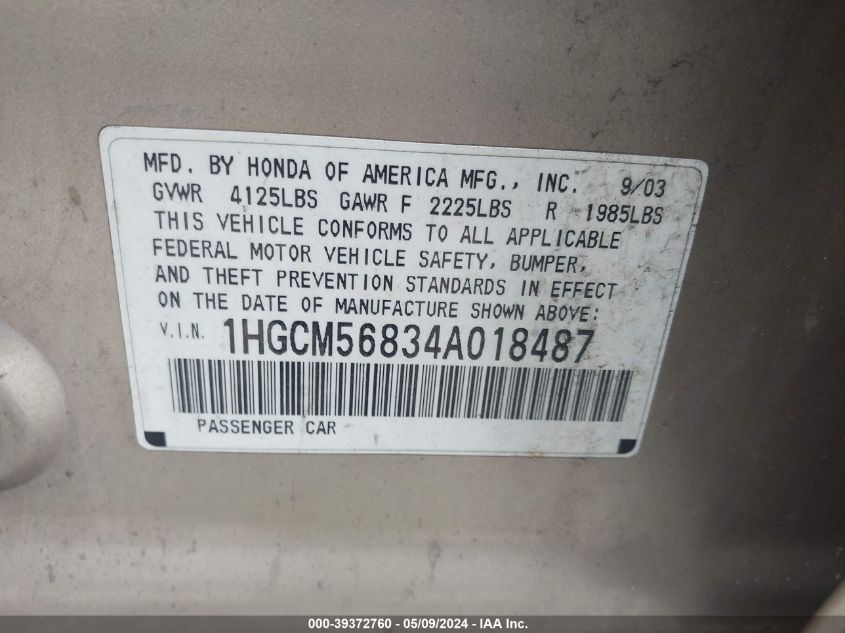 MFD. BY HONDA OF AMERICA MFG., INC. 9/03
GVWR 4125LBS GAWR F 2225LBS R 1985LBS
THIS VEHICLE CONFORMS TO ALL APPLICABLE
FEDERAL MOTOR VEHICLE SAFETY, BUMPER,
AND THEFT PREVENTION STANDARDS IN EFFECT
ON THE DATE OF MANUFACTURE SHOWN ABOVE:
V.I.N. 1HGCM56834A018487
PASSENGER CAR
000-39372760 - 05/09/2024 - IAA Inc.